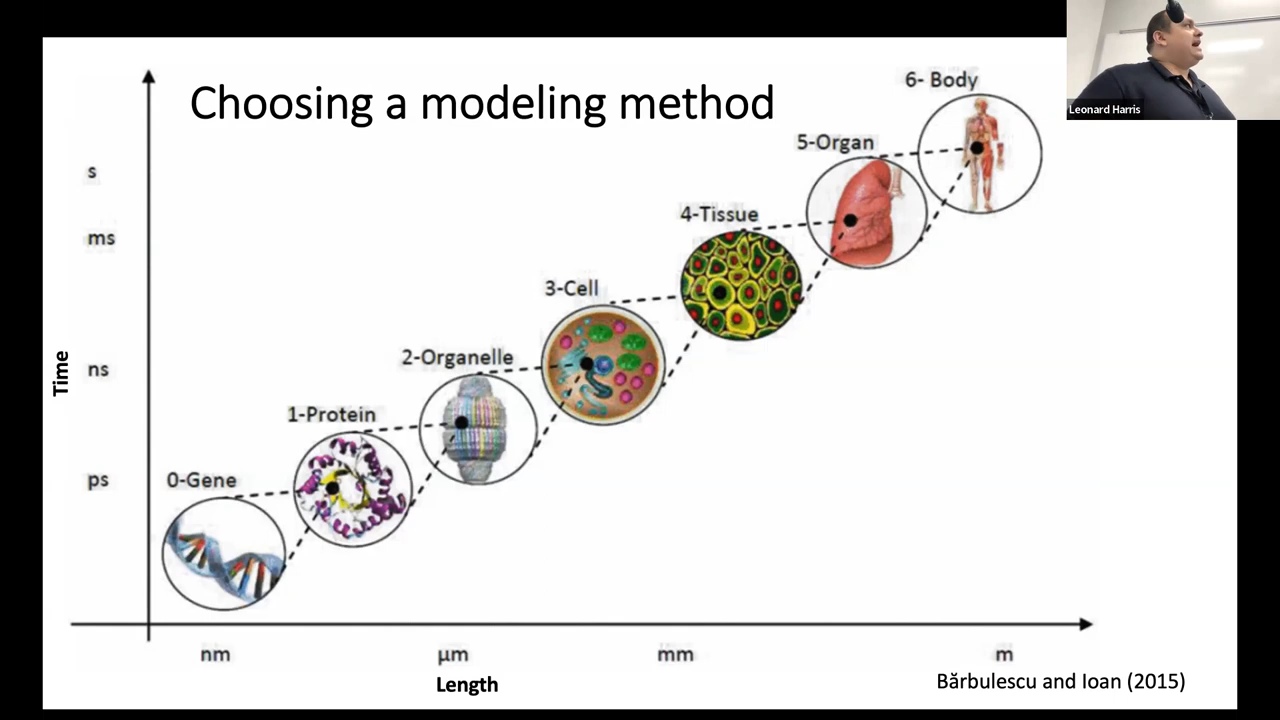 Choosing a modeling method
Leonard Harris
6- Body
5-Organ
4-Tissue
3-Cell
2-Organelle
1-Protein
0-Gene
s
ms
ns
ps
Time
nm
μm
mm
m
Length
Bărbulescu and Ioan (2015)